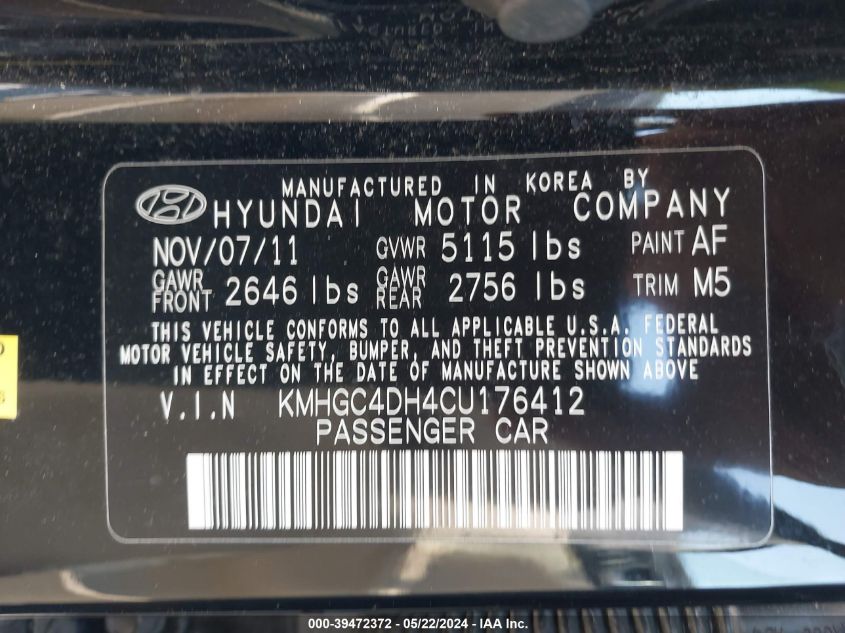 MANUFACTURED IN KOREA BY
HYUNDAI MOTOR COMPANY
NOV/07/11 GVWR 5115 lbs PAINT AF
GAWR FRONT 2646 lbs GAWR REAR 2756 lbs TRIM M5
THIS VEHICLE CONFORMS TO ALL APPLICABLE U.S.A. FEDERAL
MOTOR VEHICLE SAFETY, BUMPER, AND THEFT PREVENTION STANDARDS
IN EFFECT ON THE DATE OF MANUFACTURE SHOWN ABOVE.
V.I.N KMHGC4DH4CU176412
PASSENGER CAR
000-39472372 - 05/22/2024 - IAAI.COM